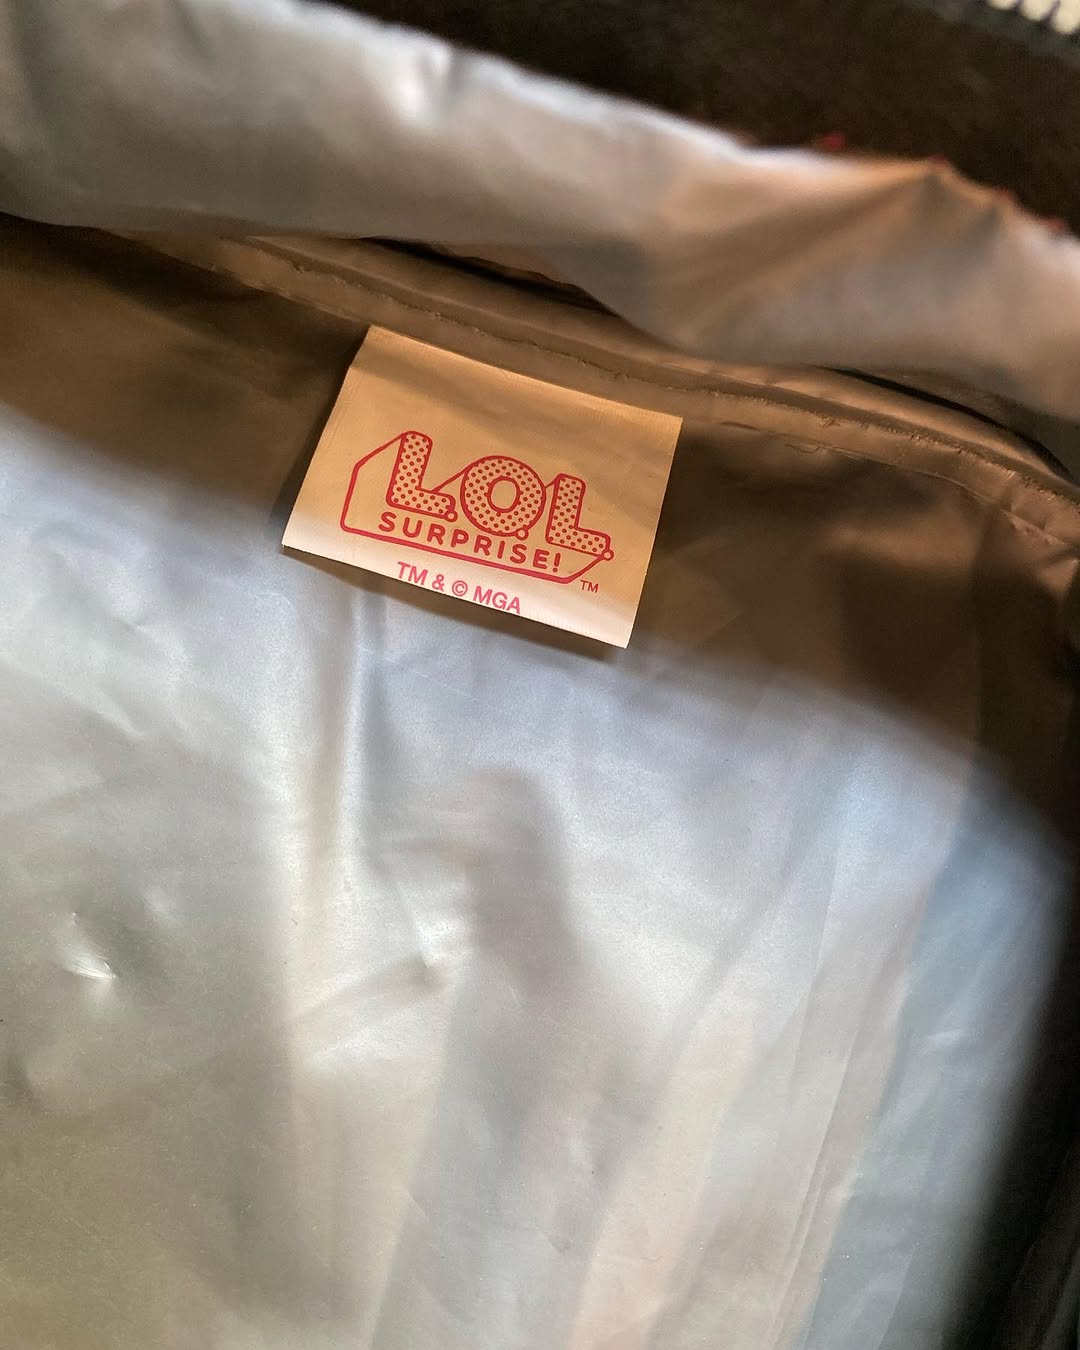 L.O.L.
SURPRISE!
TM
TM & © MGA